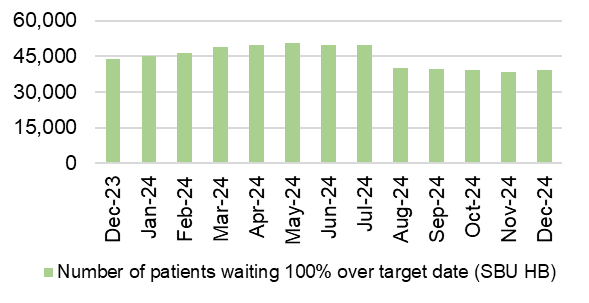 60,000
45,000
30,000
15,000
0
Dec-23
Jan-24
Feb-24
Mar-24
Apr-24
May-24
Jun-24
Jul-24
Aug-24
Sep-24
Oct-24
Nov-24
Dec-24
Number of patients waiting 100% over target date (SBU HB)